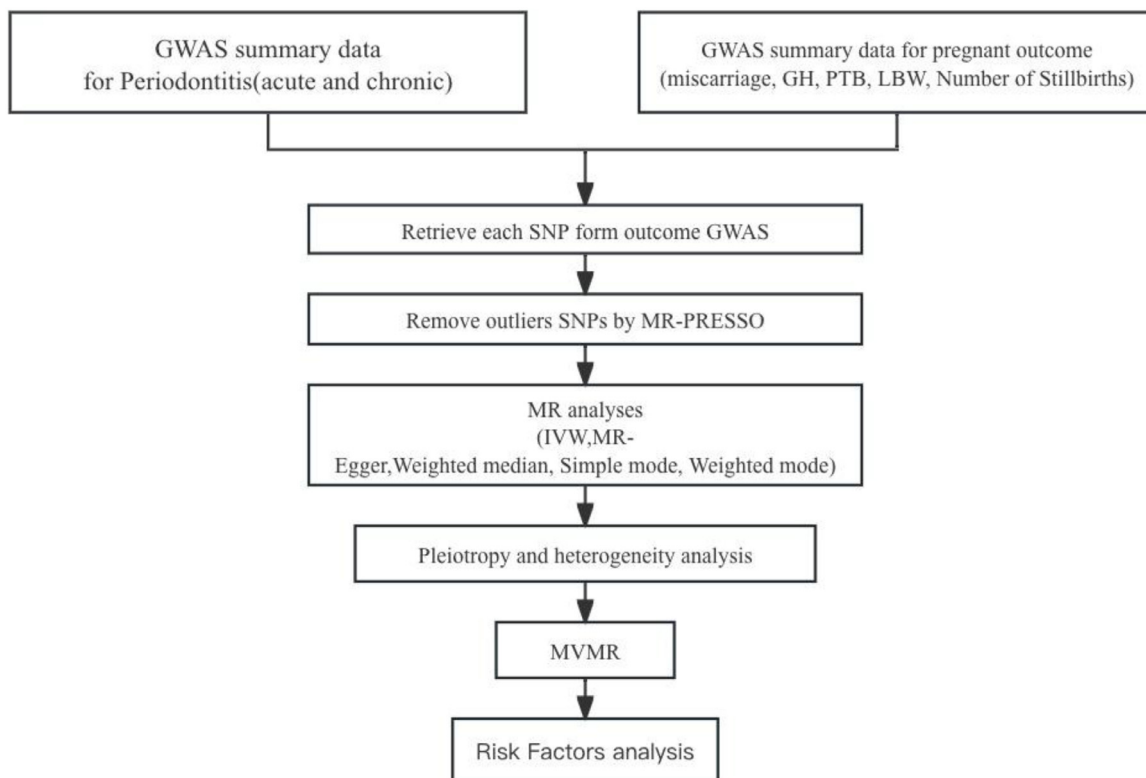 GWAS summary data
for Periodontitis(acute and chronic)
GWAS summary data for pregnant outcome
(miscarriage, GH, PTB, LBW, Number of Stillbirths)
Retrieve each SNP form outcome GWAS
Remove outliers SNPs by MR-PRESSO
MR analyses
(IVW,MR-
Egger,Weighted median, Simple mode, Weighted mode)
Pleiotropy and heterogeneity analysis
MVMR
Risk Factors analysis